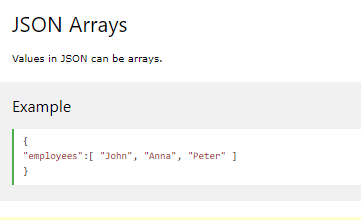 JSON Arrays
Values in JSON can be arrays.
Example
{
"employees":[ "John", "Anna", "Peter" ]
}